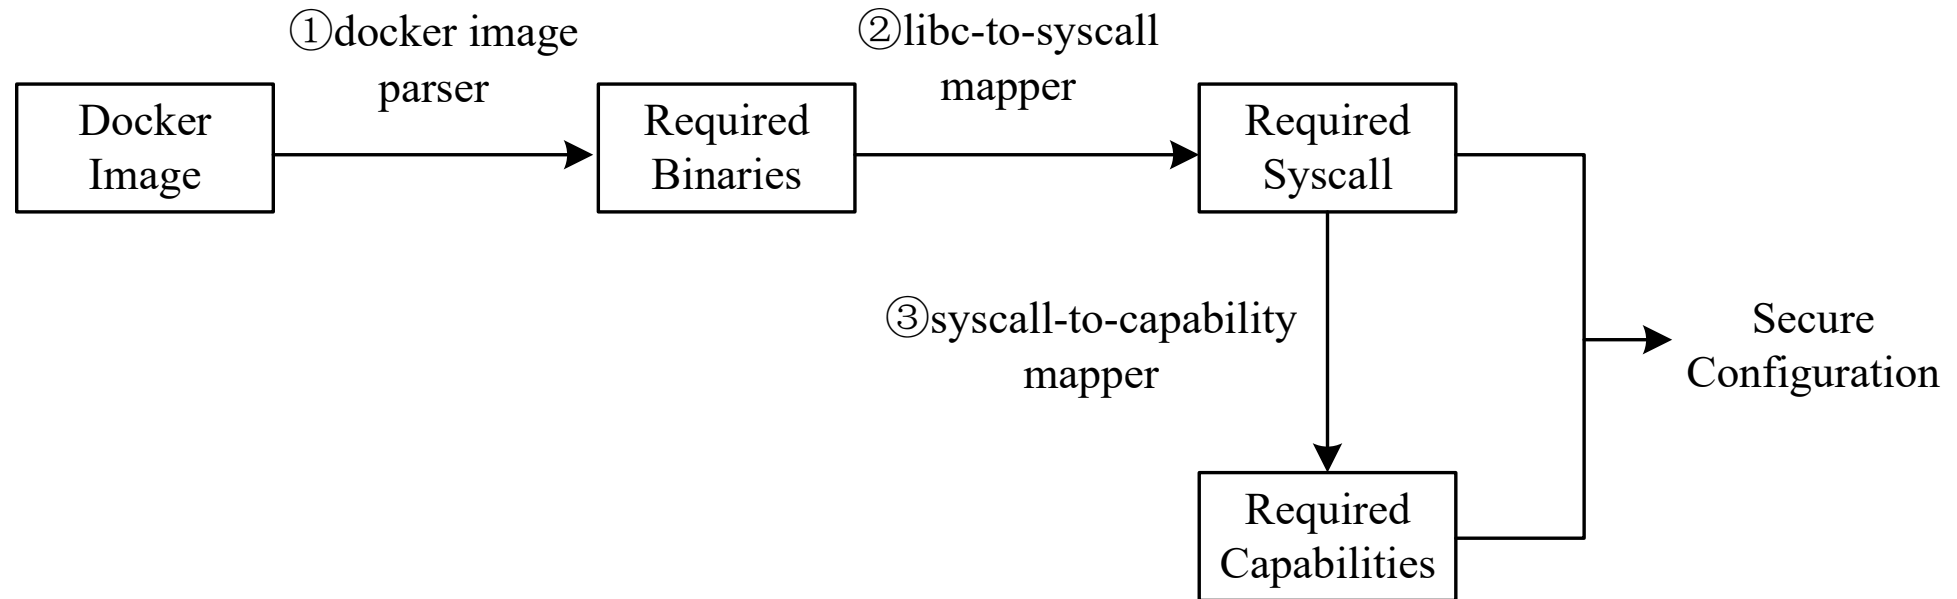 ①docker image
parser
②libc-to-syscall
mapper
Docker
Image
Required
Binaries
Required
Syscall
③syscall-to-capability
mapper
Secure
Configuration
Required
Capabilities